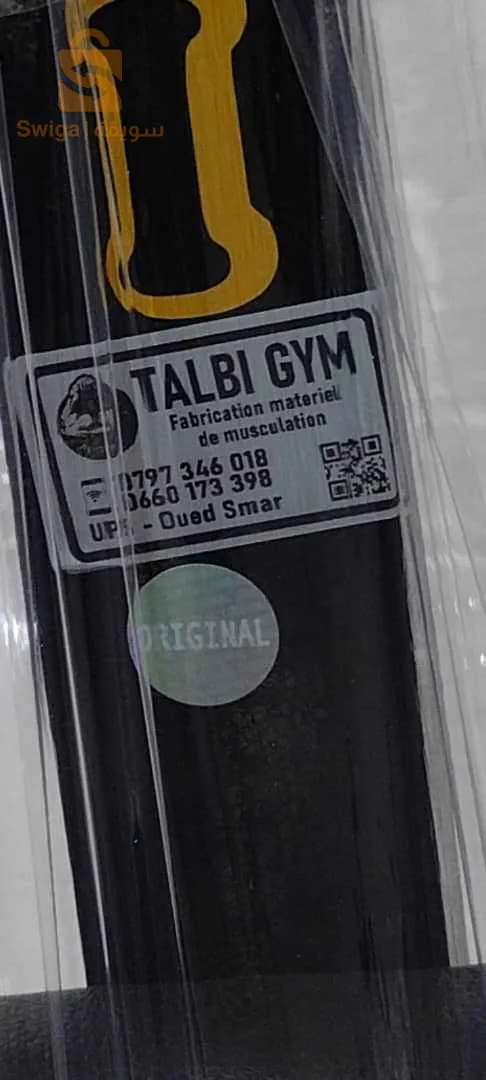 Swiga سويقة
TALBI GYM
Fabrication materiel
de musculation
0797 346 018
0660 173 398
- Oued Smar
ORIGINAL